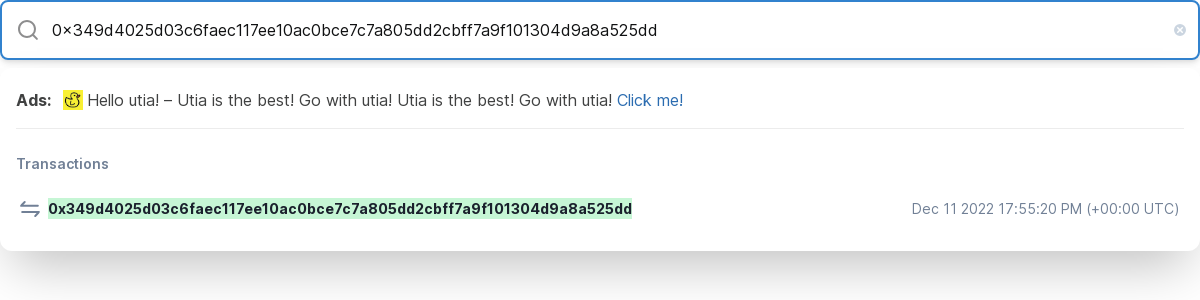 0x349d4025d03c6faec117ee10ac0bce7c7a805dd2cbff7a9f101304d9a8a525dd
Ads: Hello utia! – Utia is the best! Go with utia! Utia is the best! Go with utia! Click me!
Transactions
0x349d4025d03c6faec117ee10ac0bce7c7a805dd2cbff7a9f101304d9a8a525dd Dec 11 2022 17:55:20 PM (+00:00 UTC)